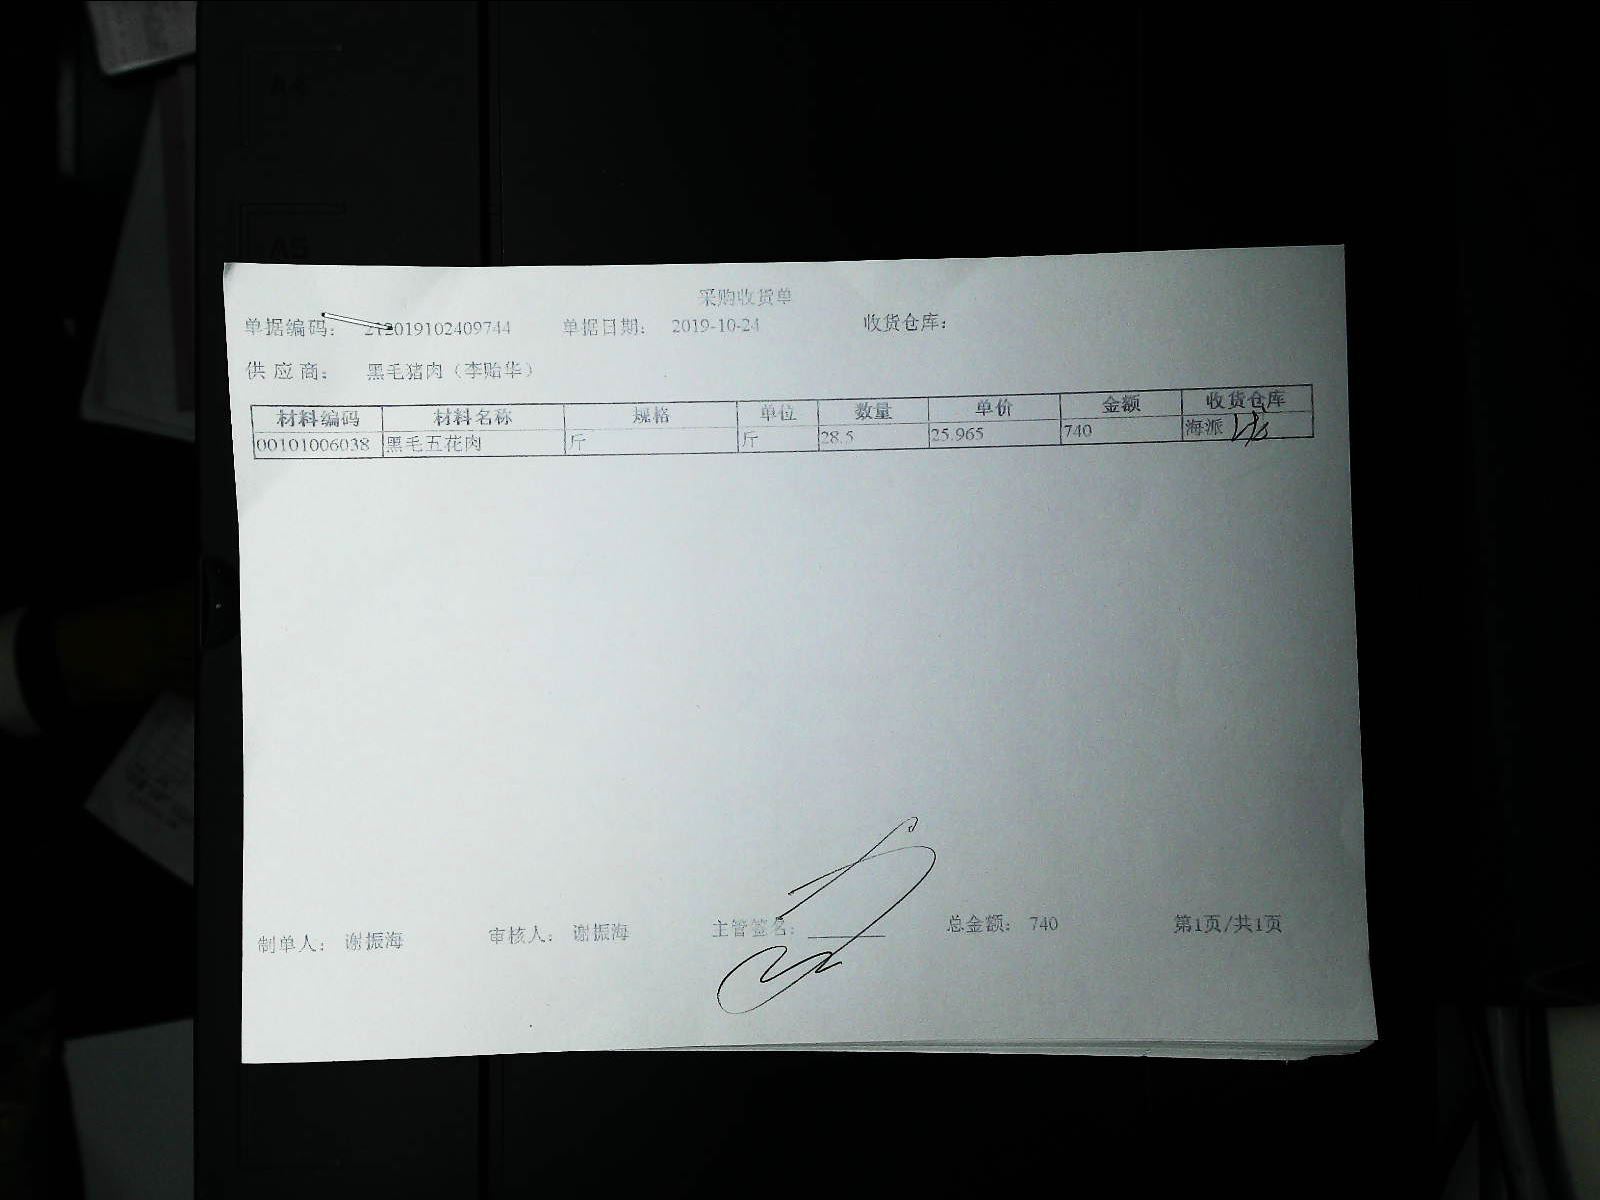 A4
A5
采购收货单
单据编码： 212019102409744 单据日期： 2019-10-24 收货仓库：
供应商： 黑毛猪肉（李贻华）
材料编码 材料名称 规格 单位 数量 单价 金额 收货仓库
00101006038 黑毛五花肉 斤 斤 28.5 25.965 740 海派
制单人： 谢振海 审核人： 谢振海 主管签名： 总金额： 740 第1页/共1页